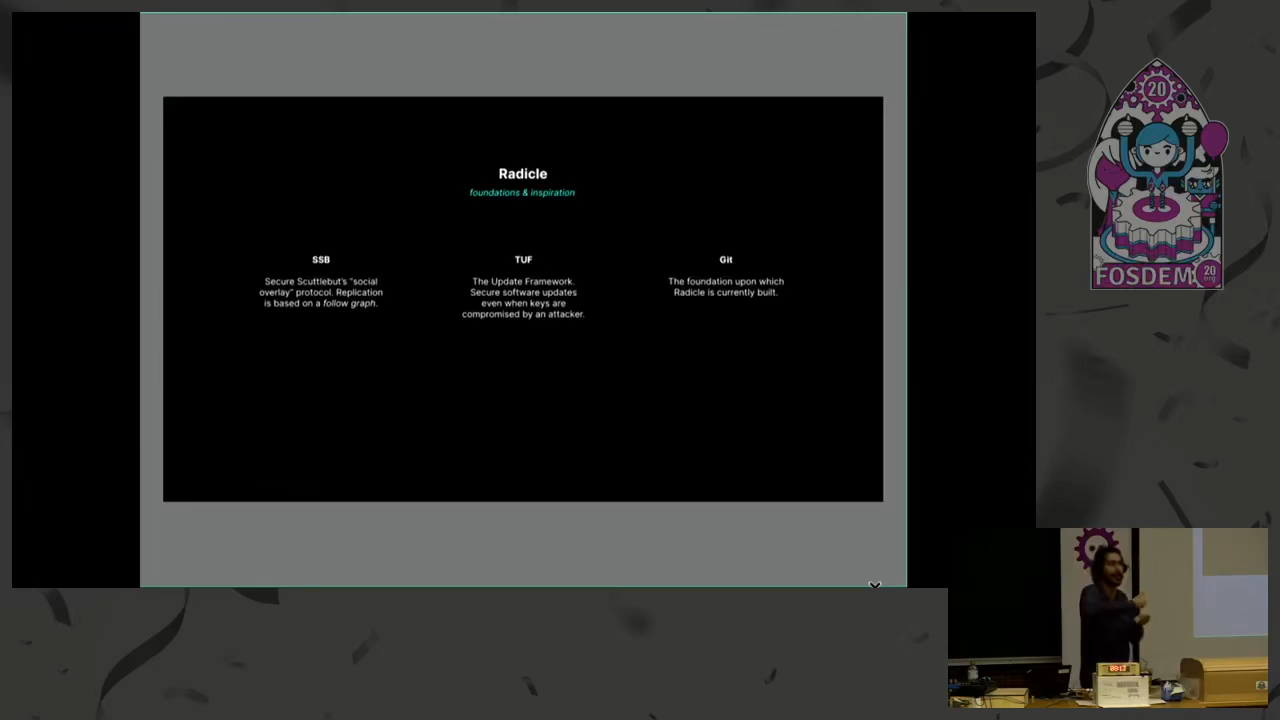 Radicle
foundations & inspiration
SSB
Secure Scuttlebut's "social
overlay" protocol. Replication
is based on a follow graph.
TUF
The Update Framework.
Secure software updates
even when keys are
compromised by an attacker.
Git
The foundation upon which
Radicle is currently built.
20
FOSDEM
20
.org